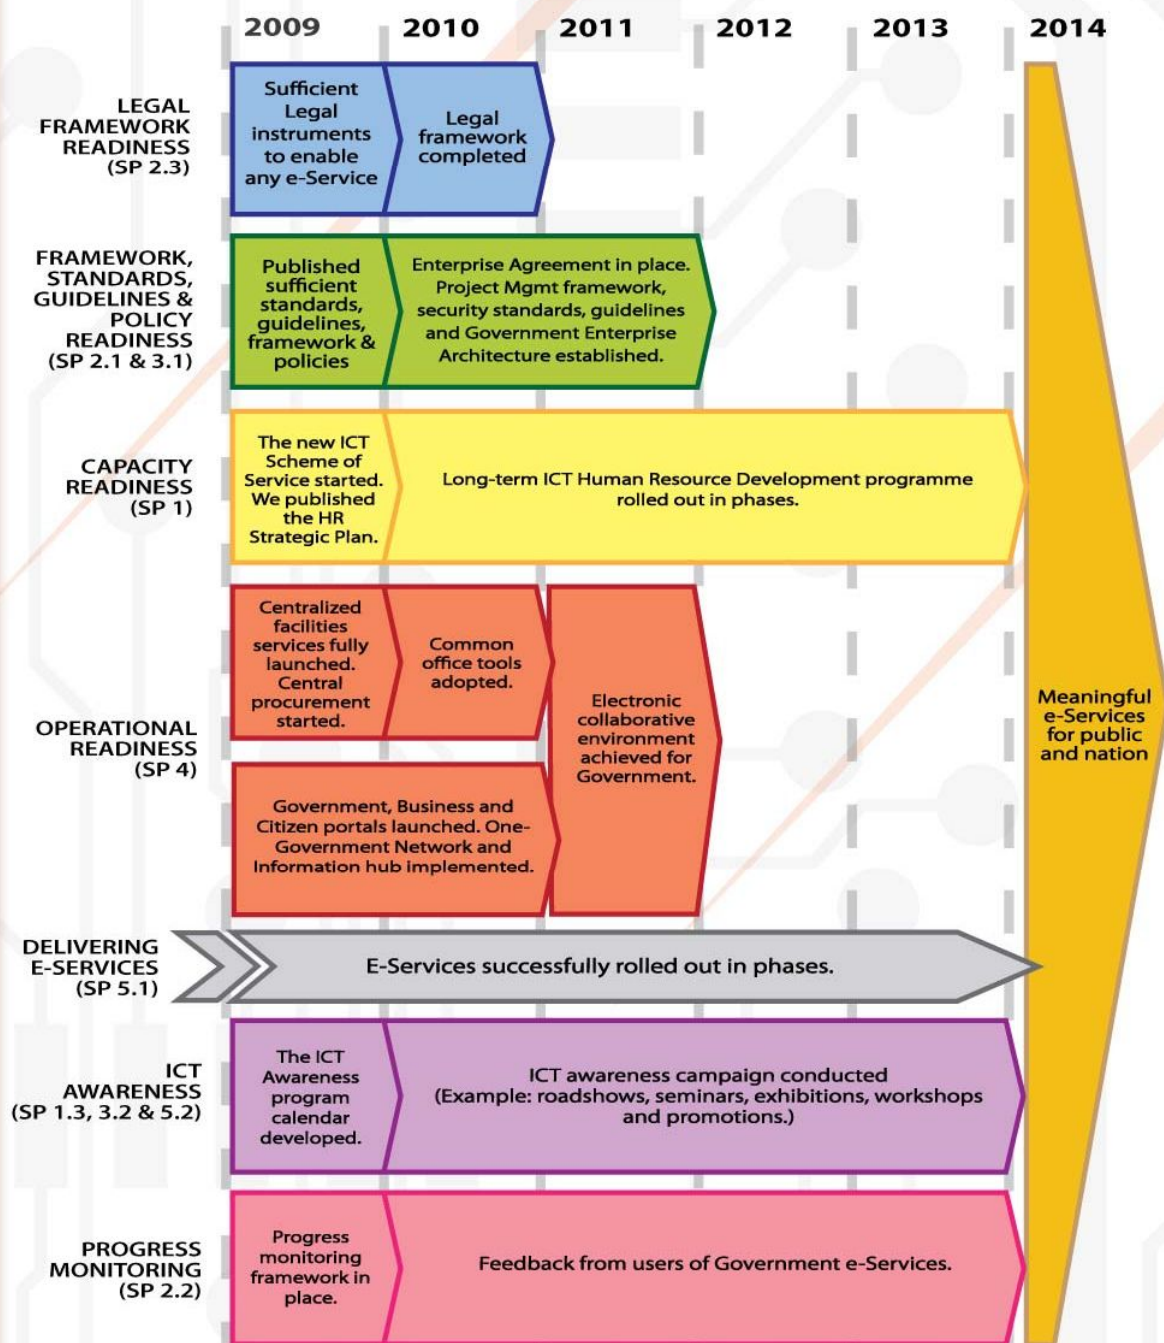 2009 2010 2011 2012 2013 2014
LEGAL
FRAMEWORK
READINESS
(SP 2.3)
Sufficient
Legal
instruments
to enable
any e-Service
Legal
framework
completed
FRAMEWORK,
STANDARDS,
GUIDELINES &
POLICY
READINESS
(SP 2.1 & 3.1)
Published
sufficient
standards,
guidelines,
framework &
policies
Enterprise Agreement in place.
Project Mgmt framework,
security standards, guidelines
and Government Enterprise
Architecture established.
CAPACITY
READINESS
(SP 1)
The new ICT
Scheme of
Service started.
We published
the HR
Strategic Plan.
Long-term ICT Human Resource Development programme
rolled out in phases.
OPERATIONAL
READINESS
(SP 4)
Centralized
facilities
services fully
launched.
Central
procurement
started.
Common
office tools
adopted.
Government, Business and
Citizen portals launched. One-
Government Network and
Information hub implemented.
Electronic
collaborative
environment
achieved for
Government.
DELIVERING
E-SERVICES
(SP 5.1)
E-Services successfully rolled out in phases.
ICT
AWARENESS
(SP 1.3, 3.2 & 5.2)
The ICT
Awareness
program
calendar
developed.
ICT awareness campaign conducted
(Example: roadshows, seminars, exhibitions, workshops
and promotions.)
PROGRESS
MONITORING
(SP 2.2)
Progress
monitoring
framework in
place.
Feedback from users of Government e-Services.
Meaningful
e-Services
for public
and nation